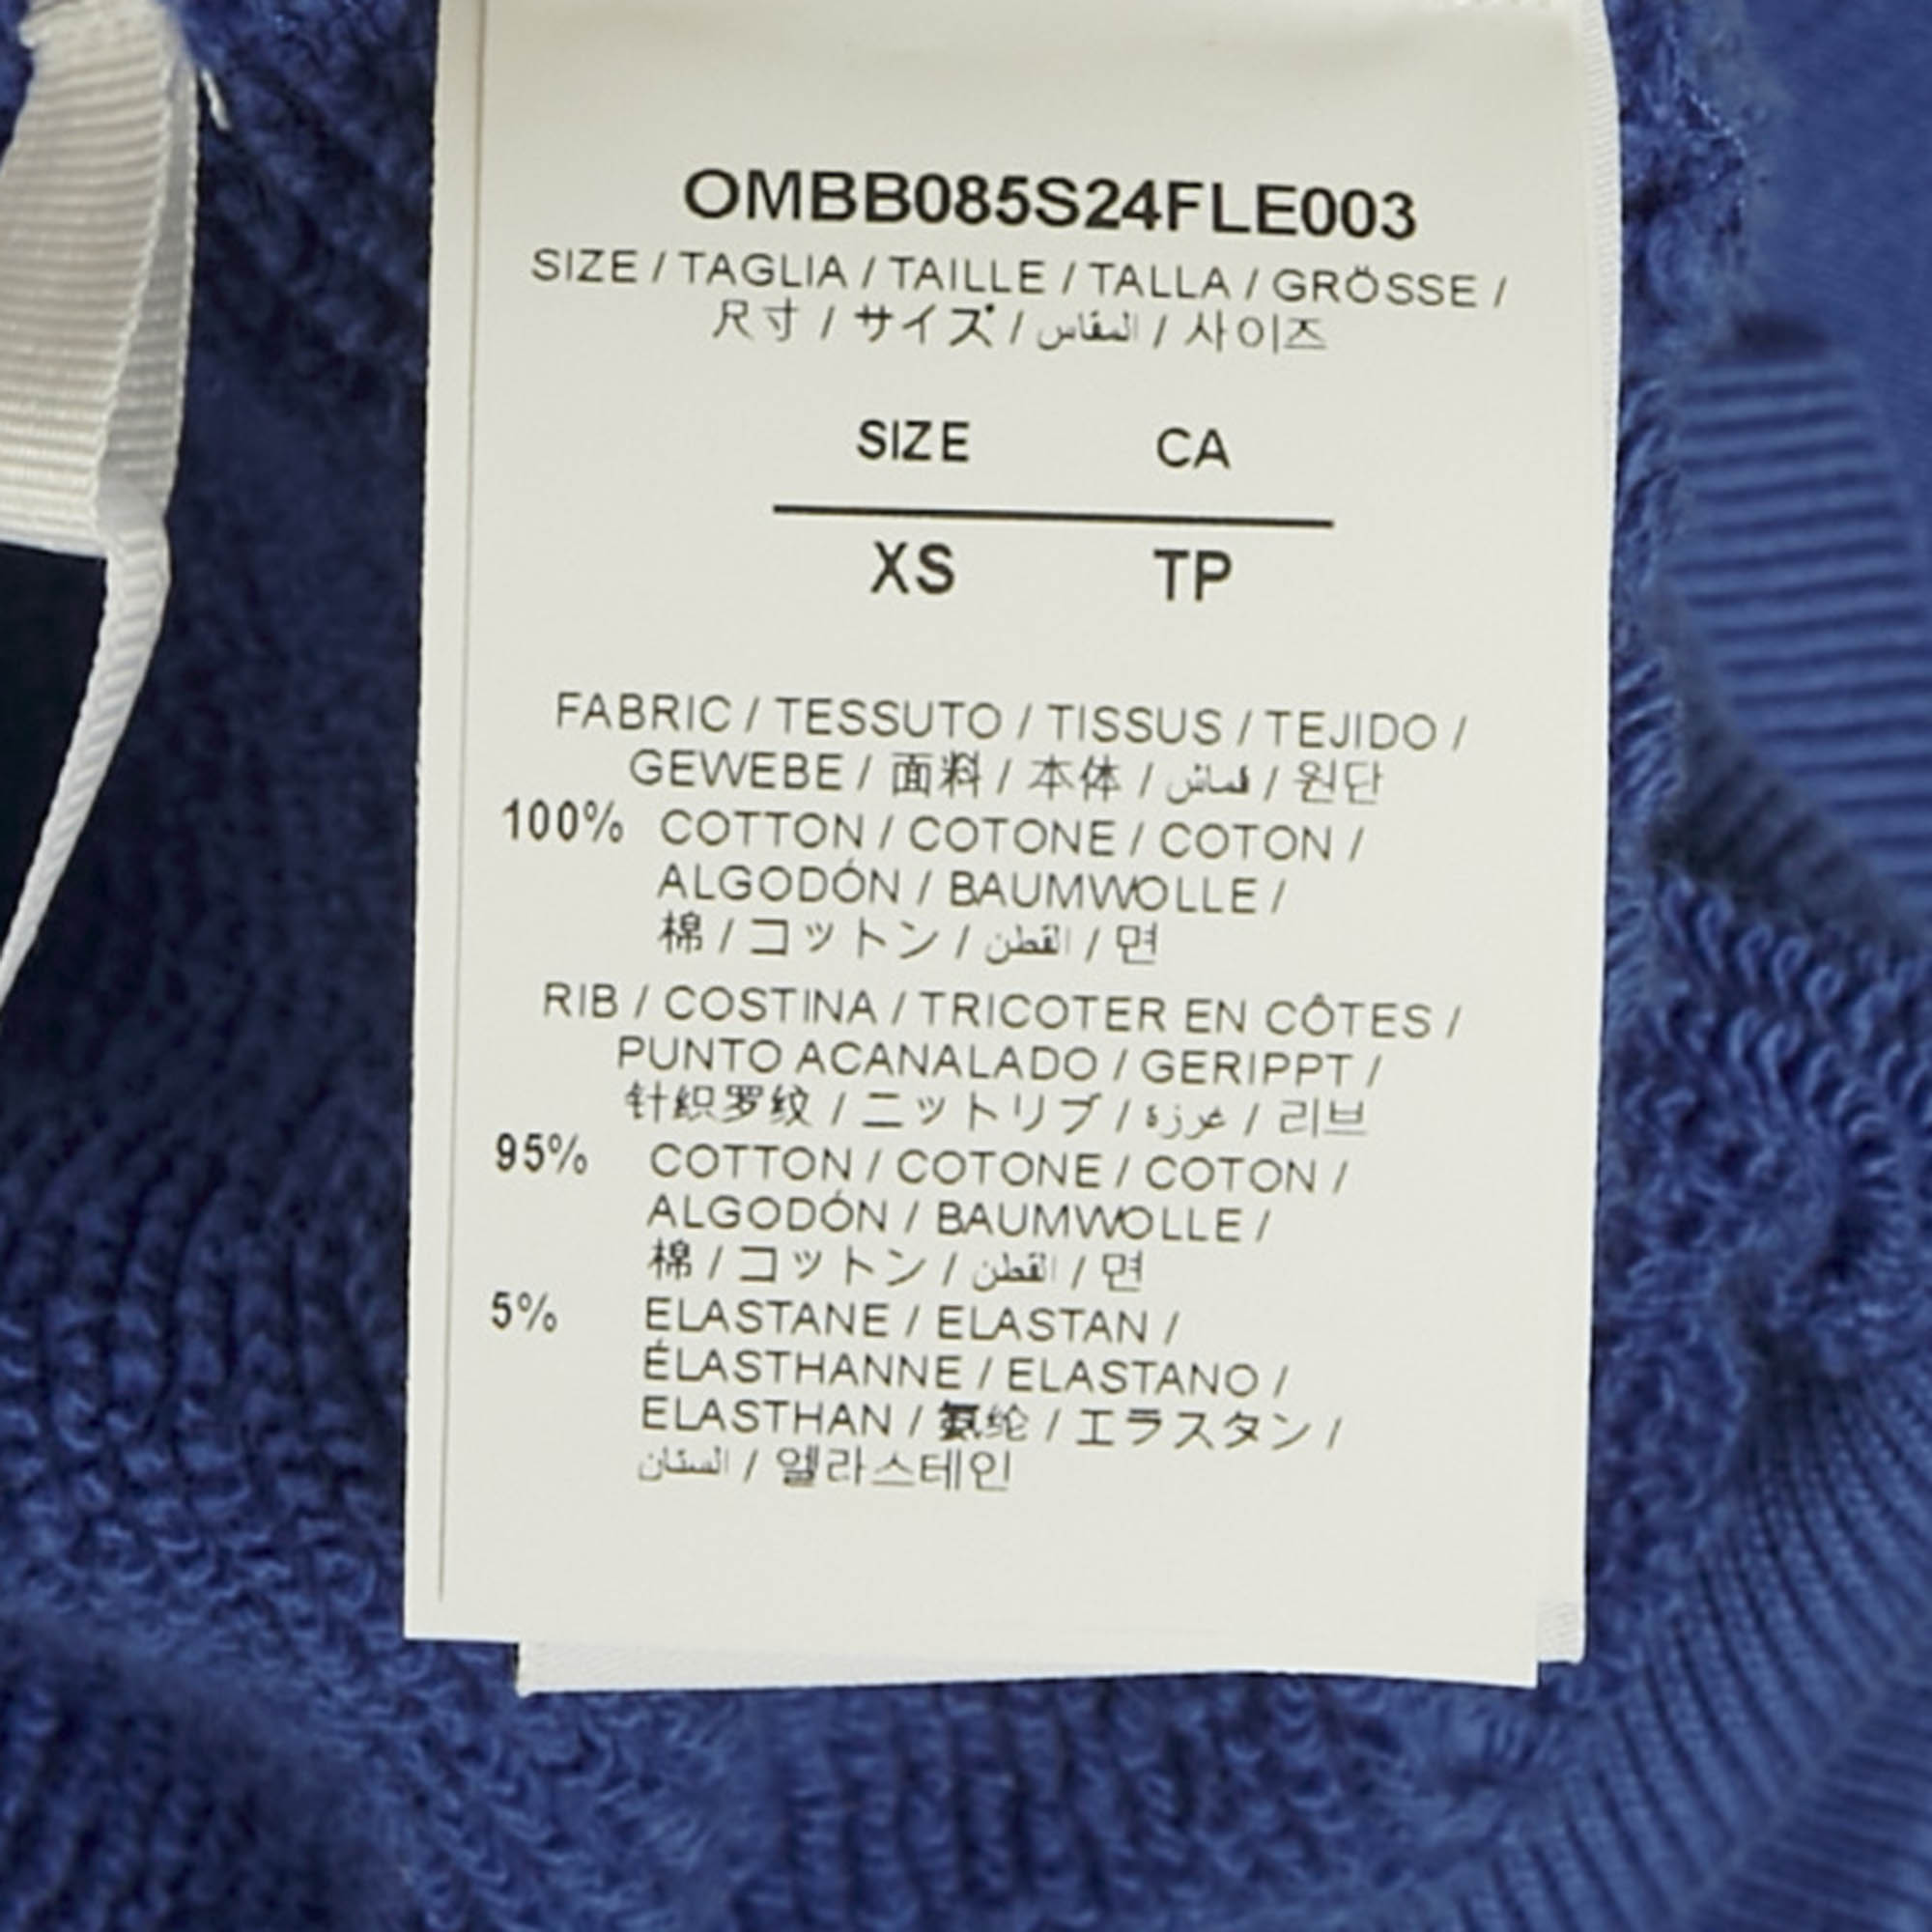 OMBB085S24FLE003
SIZE / TAGLIA / TAILLE / TALLA / GRÖSSE /
尺寸 / サイズ / المقاس / 사이즈
SIZE CA
XS TP
FABRIC / TESSUTO / TISSUS / TEJIDO /
GEWEBE / 面料 / 本体 / قماش / 원단
100% COTTON / COTONE / COTON /
ALGODÓN / BAUMWOLLE /
棉 / コットン / القطن / 면
RIB / COSTINA / TRICOTER EN CÔTES /
PUNTO ACANALADO / GERIPPT /
针织罗纹 / ニットリブ / غرزة / 리브
95% COTTON / COTONE / COTON /
ALGODÓN / BAUMWOLLE /
棉 / コットン / القطن / 면
5% ELASTANE / ELASTAN /
ÉLASTHANNE / ELASTANO /
ELASTHAN / 氨纶 / エラスタン /
السنان / 엘라스테인